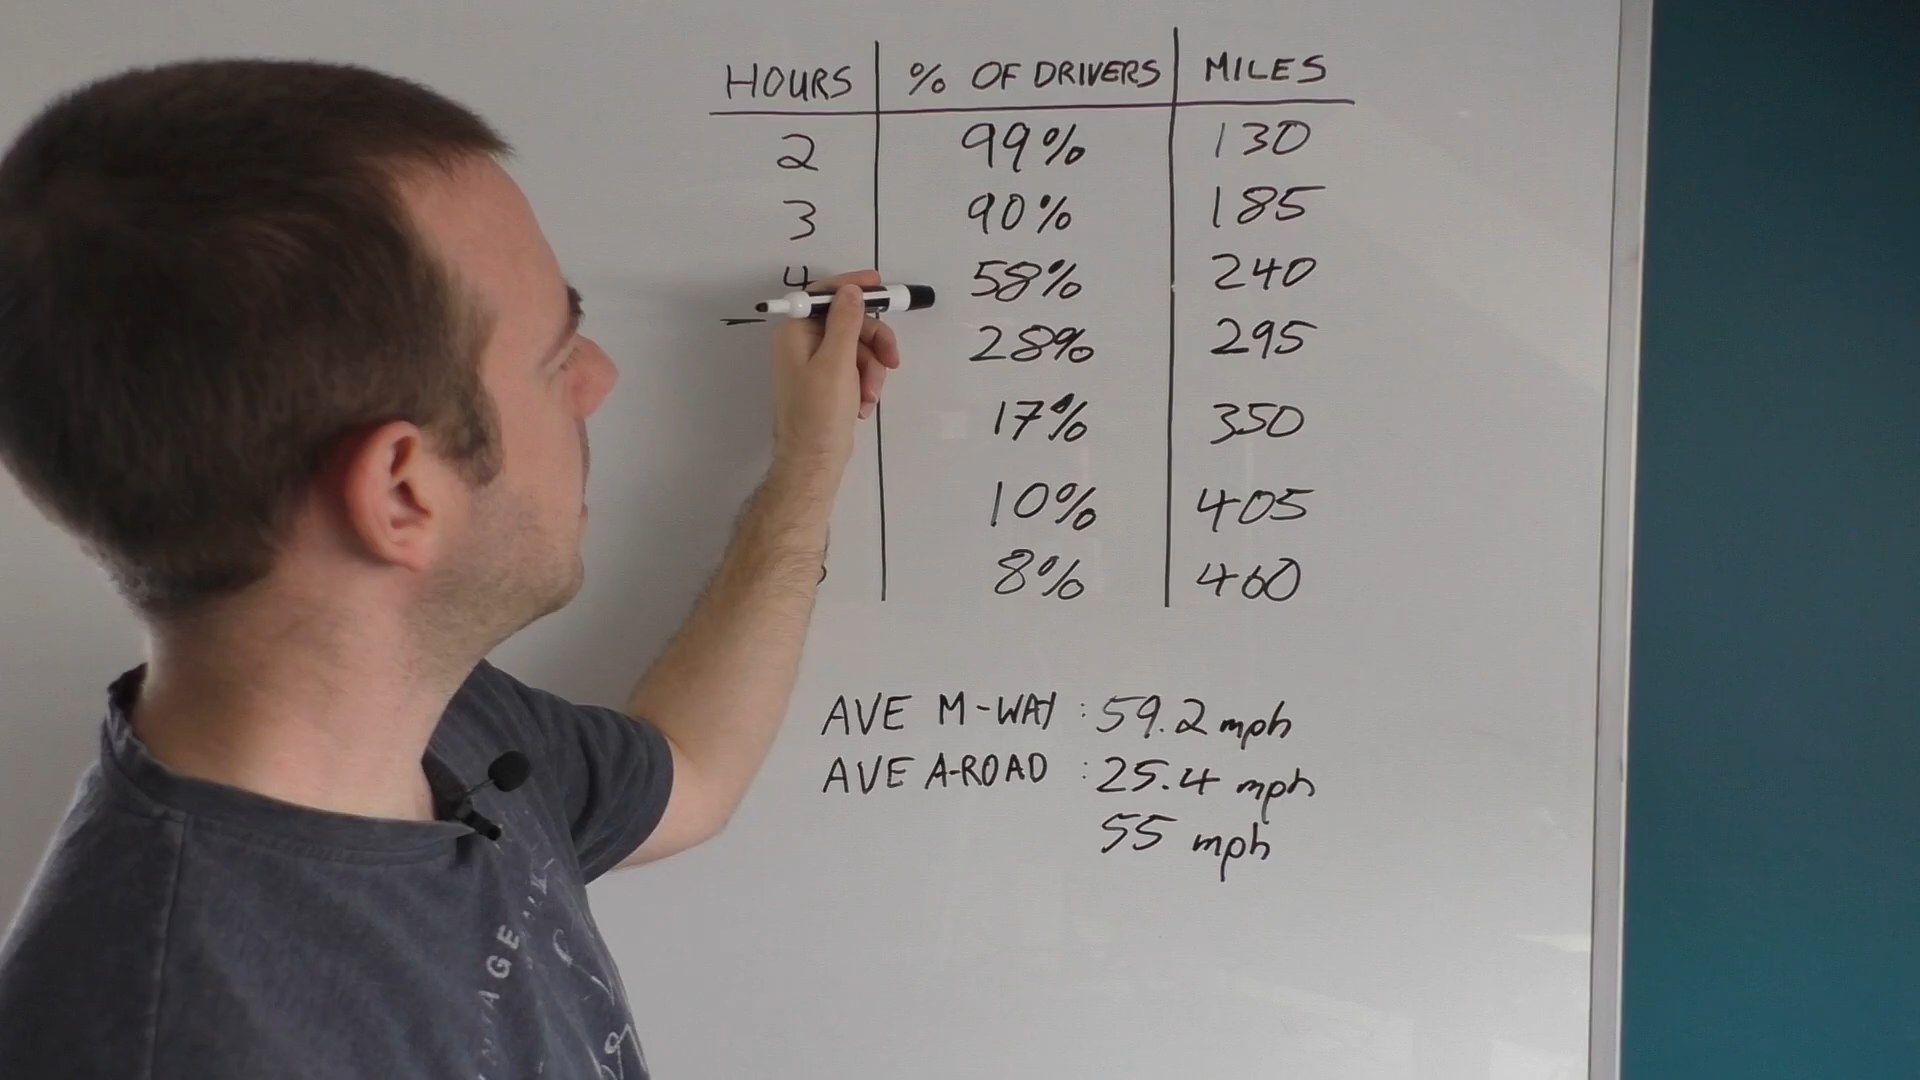 HOURS % OF DRIVERS MILES
2 99% 130
3 90% 185
4 58% 240
28% 295
17% 350
10% 405
8% 460
AVE M-WAY : 59.2 mph
AVE A-ROAD : 25.4 mph
55 mph